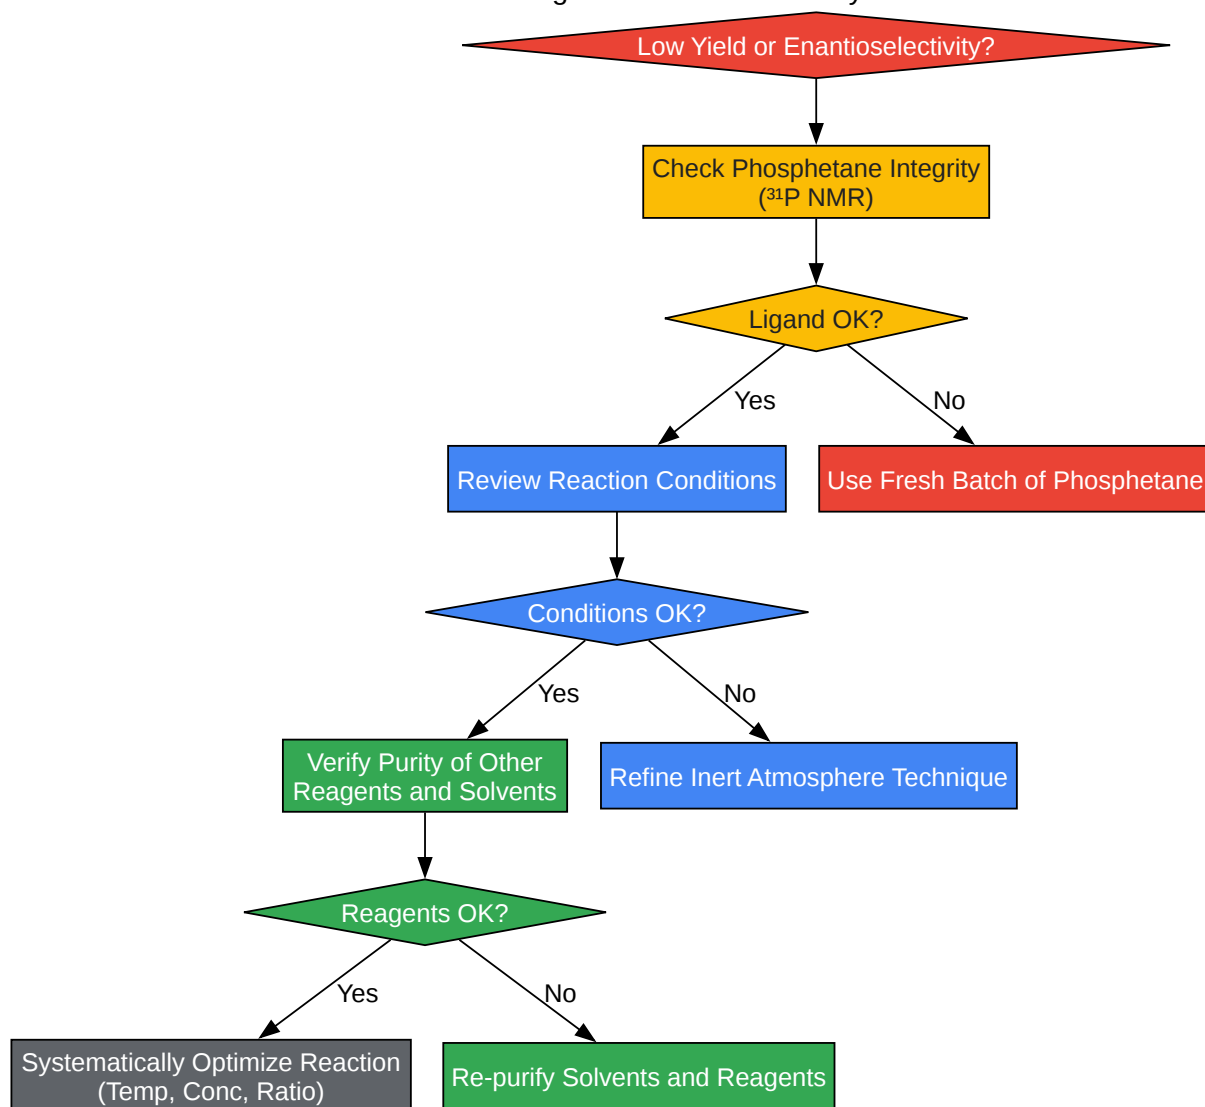 Low Yield or Enantioselectivity?
Check Phosphetane Integrity
(³¹P NMR)
Ligand OK?
Yes
No
Review Reaction Conditions
Use Fresh Batch of Phosphetane
Conditions OK?
Yes
No
Verify Purity of Other
Reagents and Solvents
Refine Inert Atmosphere Technique
Reagents OK?
Yes
No
Systematically Optimize Reaction
(Temp, Conc, Ratio)
Re-purify Solvents and Reagents